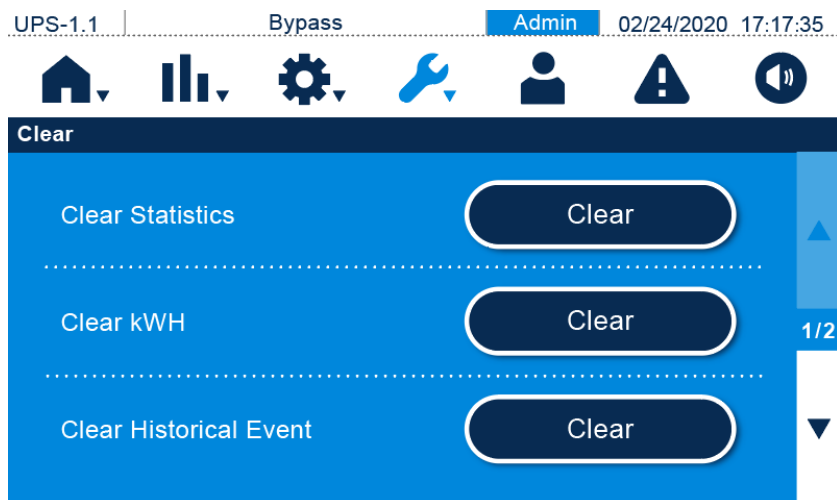 UPS-1.1 Bypass Admin 02/24/2020 17:17:35
Clear
Clear Statistics Clear
Clear kWH Clear
1/2
Clear Historical Event Clear